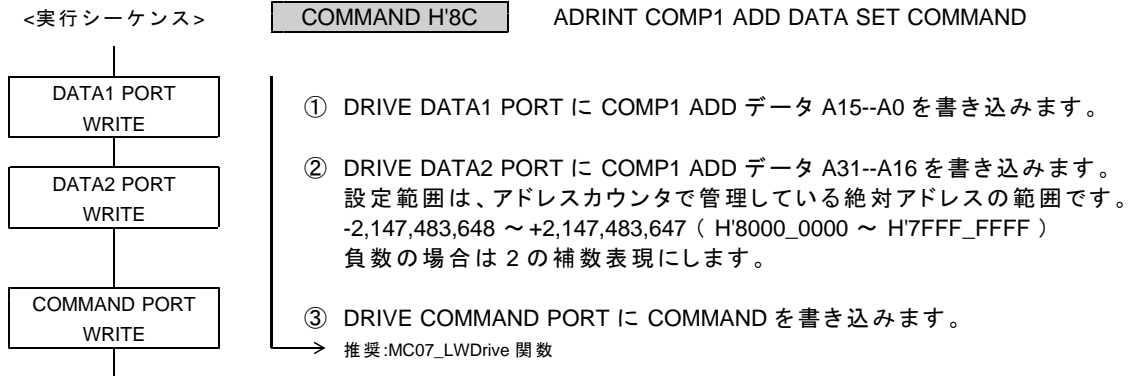 <実行シーケンス>
COMMAND H'8C
ADRINT COMP1 ADD DATA SET COMMAND
DATA1 PORT
WRITE
① DRIVE DATA1 PORT に COMP1 ADD データ A15--A0 を書き込みます。
DATA2 PORT
WRITE
② DRIVE DATA2 PORT に COMP1 ADD データ A31--A16 を書き込みます。
設定範囲は、アドレスカウンタで管理している絶対アドレスの範囲です。
-2,147,483,648 ～ +2,147,483,647 ( H'8000_0000 ～ H'7FFF_FFFF )
負数の場合は 2 の補数表現にします。
COMMAND PORT
WRITE
③ DRIVE COMMAND PORT に COMMAND を書き込みます。
推奨:MC07_LWDrive 関数